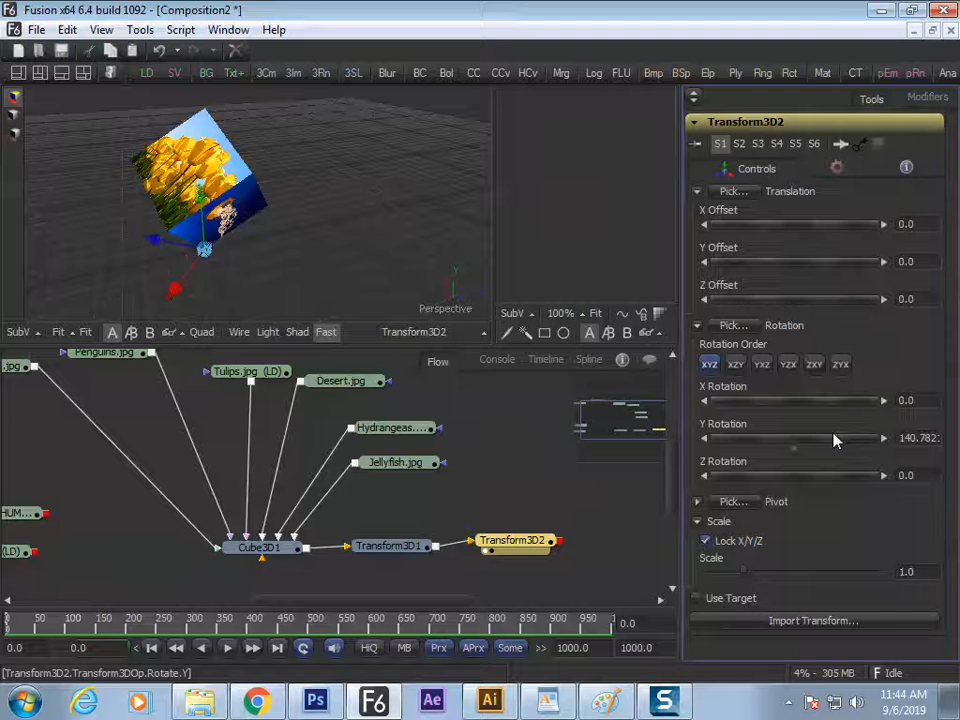 Fusion x64 6.4 build 1092 - [Composition2 *]
File Edit View Tools Script Window Help
LD SV BG Txt+ 3Cm 3Im 3Rn 3SL Blur BC Bol CC CCv HCv Mrg Log FLU Bmp BSp Elp Ply Rng Rct Mat CT pEm pRn Ana
Tools Modifiers
Transform3D2
S1 S2 S3 S4 S5 S6
Controls
Pick... Translation
X Offset
0.0
Y Offset
0.0
Z Offset
0.0
Perspective
SubV 100% Fit
SubV Fit Fit A B Quad Wire Light Shad Fast Transform3D2
A B
Pick... Rotation
Rotation Order
XYZ XZY YXZ YZX ZXY ZYX
X Rotation
0.0
Y Rotation
140.782
Z Rotation
0.0
Pick... Pivot
Scale
Lock X/Y/Z
Scale
1.0
Use Target
Import Transform...
Flow Console Timeline Spline
Penguins.jpg
.jpg
Tulips.jpg (LD)
Desert.jpg
Hydrangeas....
Jellyfish.jpg
HUM...
(LD)
Cube3D1
Transform3D1
Transform3D2
0 50 100 150 200 250 300 350 400 450 500 550 600 650 700 750 800 850 900 950
0.0
0.0 0.0 HiQ MB Prx APrx Some >> 1000.0 1000.0
[Transform3D2.Transform3DOp.Rotate.Y]
4% - 305 MB F Idle
Ps F6 Ae Ai S
11:44 AM
9/6/2019